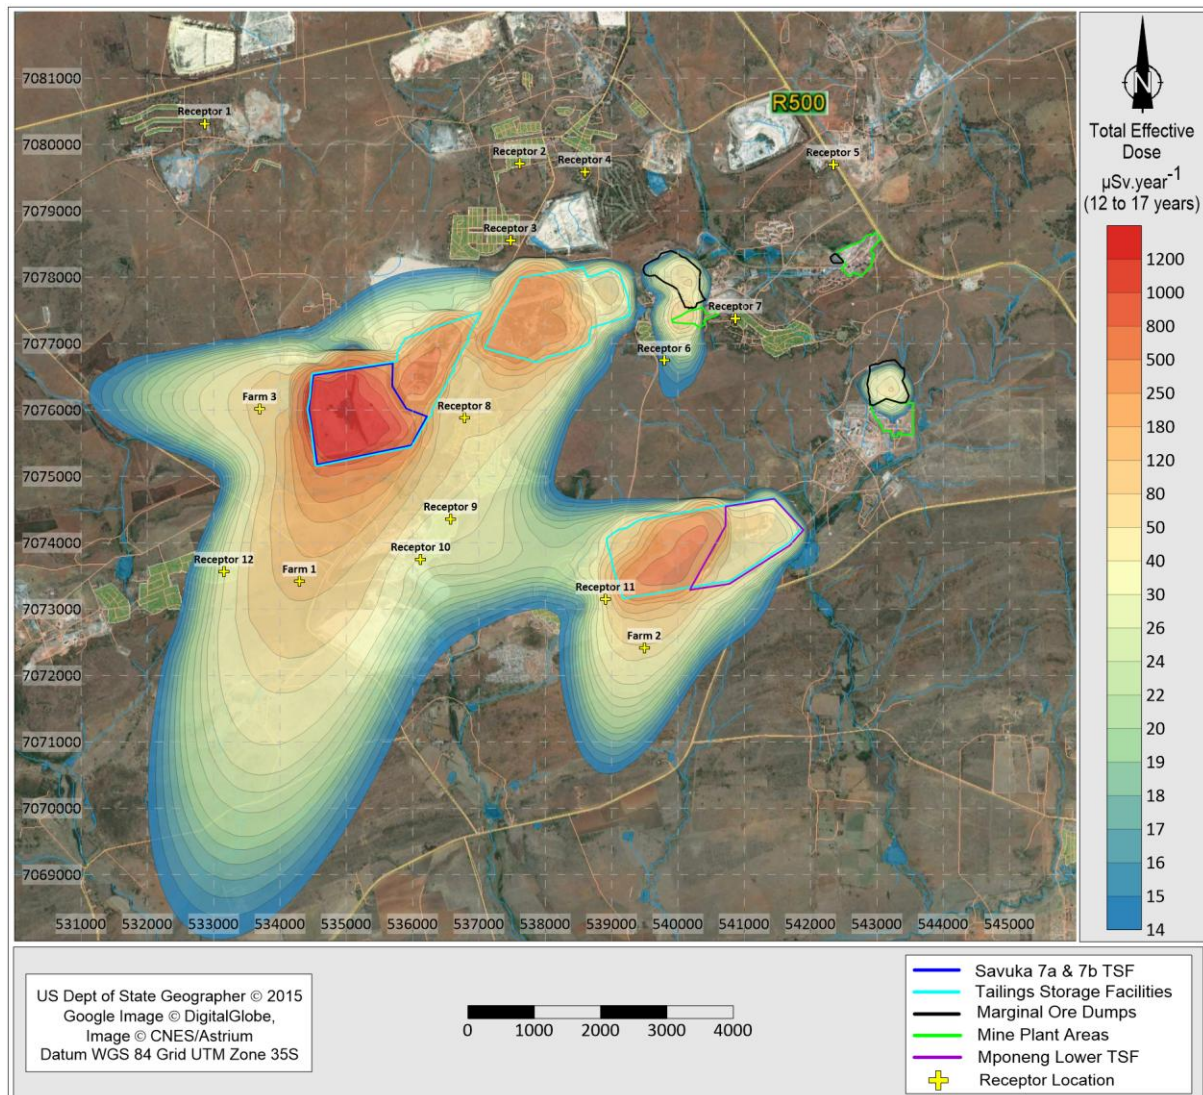 7081000
Receptor 1
R500
7080000
Receptor 2
Receptor 4
Receptor 5
7079000
Receptor 3
7078000
Receptor 7
7077000
Receptor 6
Farm 3
7076000
Receptor 8
7075000
Receptor 9
7074000
Receptor 10
Receptor 12
Farm 1
Receptor 11
7073000
Farm 2
7072000
7071000
7070000
7069000
531000 532000 533000 534000 535000 536000 537000 538000 539000 540000 541000 542000 543000 544000 545000
N
Total Effective
Dose
µSv.year-1
(12 to 17 years)
1200
1000
800
500
250
180
120
80
50
40
30
26
24
22
20
19
18
17
16
15
14
US Dept of State Geographer © 2015
Google Image © DigitalGlobe,
Image © CNES/Astrium
Datum WGS 84 Grid UTM Zone 35S
0 1000 2000 3000 4000
Savuka 7a & 7b TSF
Tailings Storage Facilities
Marginal Ore Dumps
Mine Plant Areas
Mponeng Lower TSF
Receptor Location